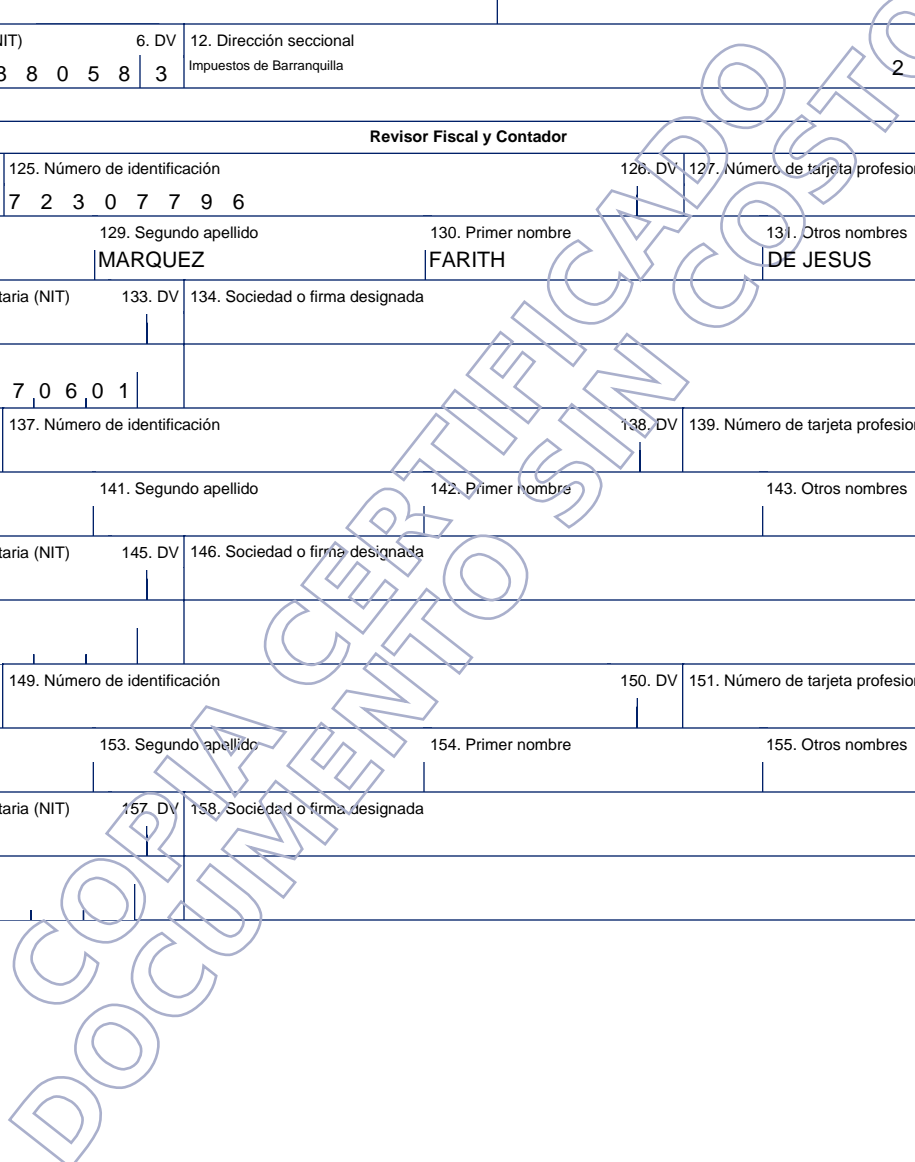 NIT) 6. DV 12. Dirección seccional
8 8 0 5 8 3 Impuestos de Barranquilla 2
Revisor Fiscal y Contador
125. Número de identificación 126. DV 127. Número de tarjeta profesion
7 2 3 0 7 7 9 6
129. Segundo apellido 130. Primer nombre 131. Otros nombres
MARQUEZ FARITH DE JESUS
taria (NIT) 133. DV 134. Sociedad o firma designada
7 0 6 0 1
137. Número de identificación 138. DV 139. Número de tarjeta profesion
141. Segundo apellido 142. Primer nombre 143. Otros nombres
taria (NIT) 145. DV 146. Sociedad o firma designada
149. Número de identificación 150. DV 151. Número de tarjeta profesion
153. Segundo apellido 154. Primer nombre 155. Otros nombres
taria (NIT) 157. DV 158. Sociedad o firma designada
COPIA CERTIFICADO
DOCUMENTO SIN COSTO